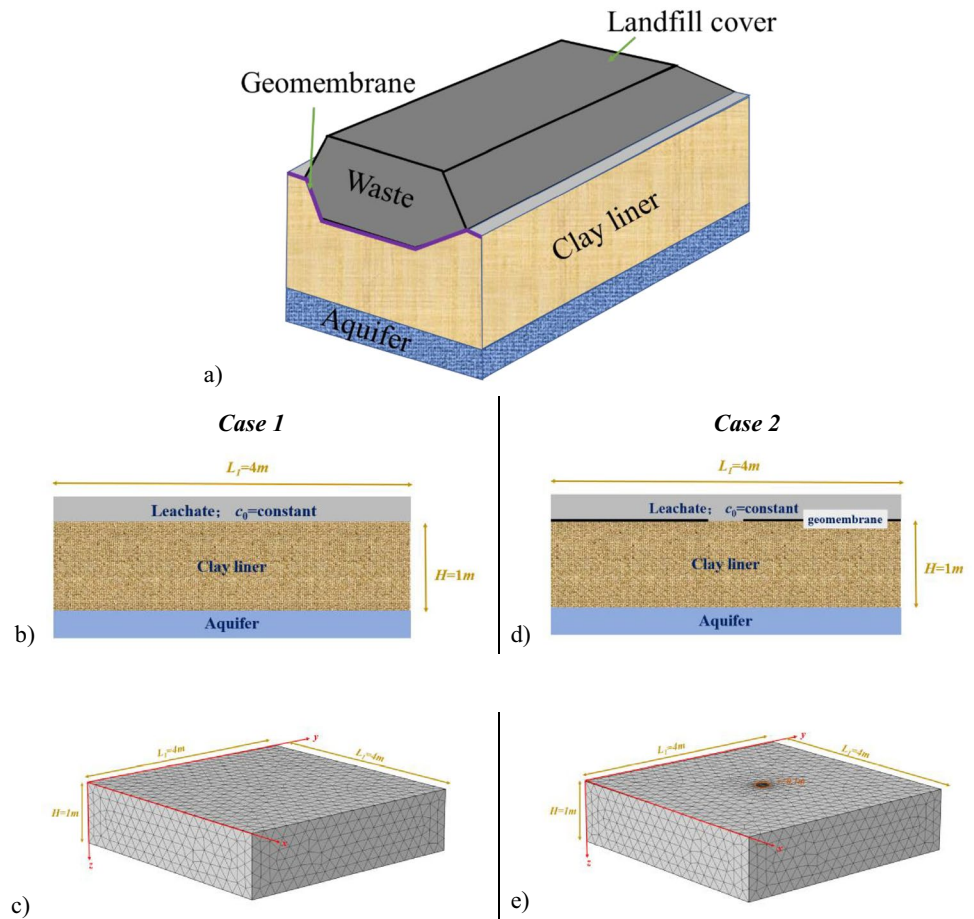 Landfill cover
Geomembrane
Waste
Clay liner
Aquifer
a)
Case 1
L₁=4m
Leachate; c₀=constant
Clay liner
H=1m
Aquifer
b)
Case 2
L₁=4m
Leachate; c₀=constant
geomembrane
Clay liner
H=1m
Aquifer
d)
L₁=4m
y
L₁=4m
H=1m
x
z
c)
L₁=4m
y
L₁=4m
H=1m
x
z
e)